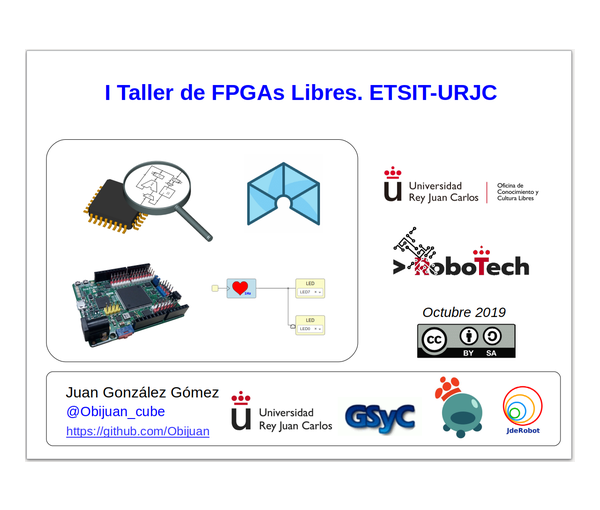 I Taller de FPGAs Libres. ETSIT-URJC
Universidad
Rey Juan Carlos
Oficina de
Conocimiento y
Cultura Libres
>RoboTech
LED
LED7
LED
LED0
Octubre 2019
cc
BY SA
Juan González Gómez
@Obijuan_cube
https://github.com/Obijuan
Universidad
Rey Juan Carlos
GSyC
JdeRobot